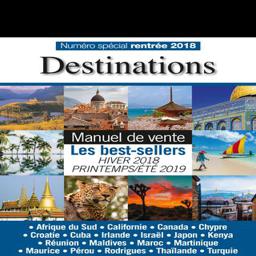 Numéro spécial rentrée 2018
Destinations
Manuel de vente
Les best-sellers
HIVER 2018
PRINTEMPS/ÉTÉ 2019
• Afrique du Sud • Californie • Canada • Chypre
• Croatie • Cuba • Irlande • Israël • Japon • Kenya
• Réunion • Maldives • Maroc • Martinique
• Maurice • Pérou • Rodrigues • Thaïlande • Turquie